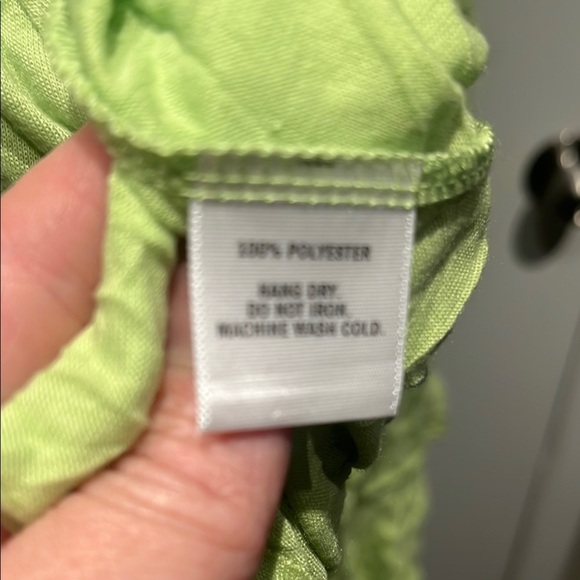 100% POLYESTER
HANG DRY.
DO NOT IRON.
MACHINE WASH COLD.